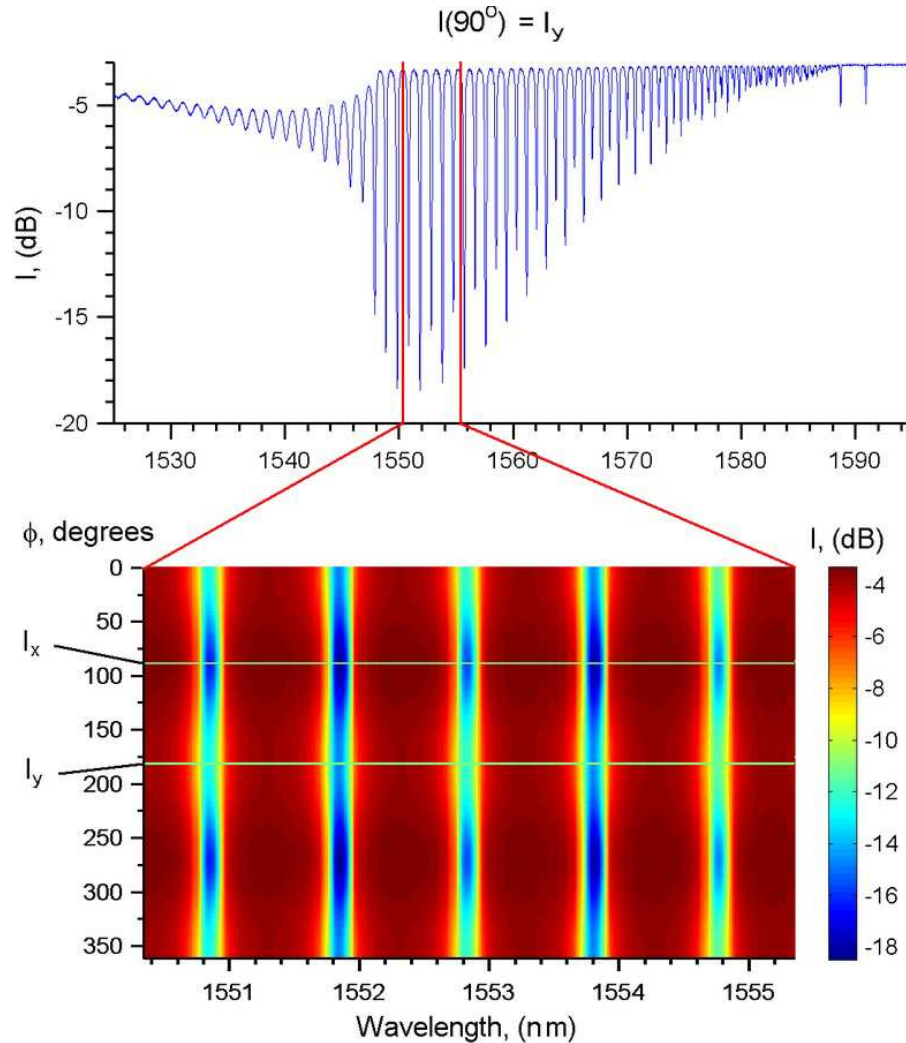 I(90°) = Iy
I, (dB)
-5
-10
-15
-20
1530 1540 1550 1560 1570 1580 1590
ϕ, degrees
I, (dB)
Ix
Iy
0
50
100
150
200
250
300
350
-4
-6
-8
-10
-12
-14
-16
-18
1551 1552 1553 1554 1555
Wavelength, (nm)